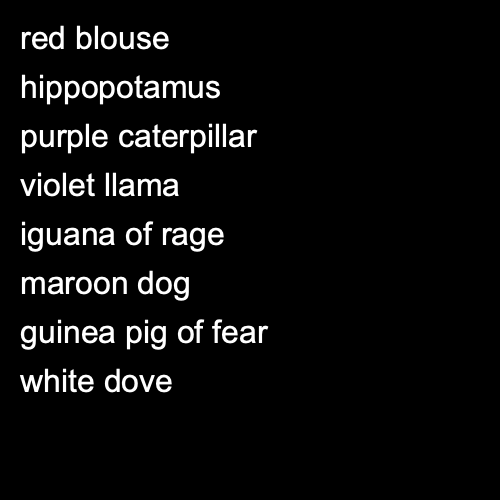 red blouse
hippopotamus
purple caterpillar
violet llama
iguana of rage
maroon dog
guinea pig of fear
white dove